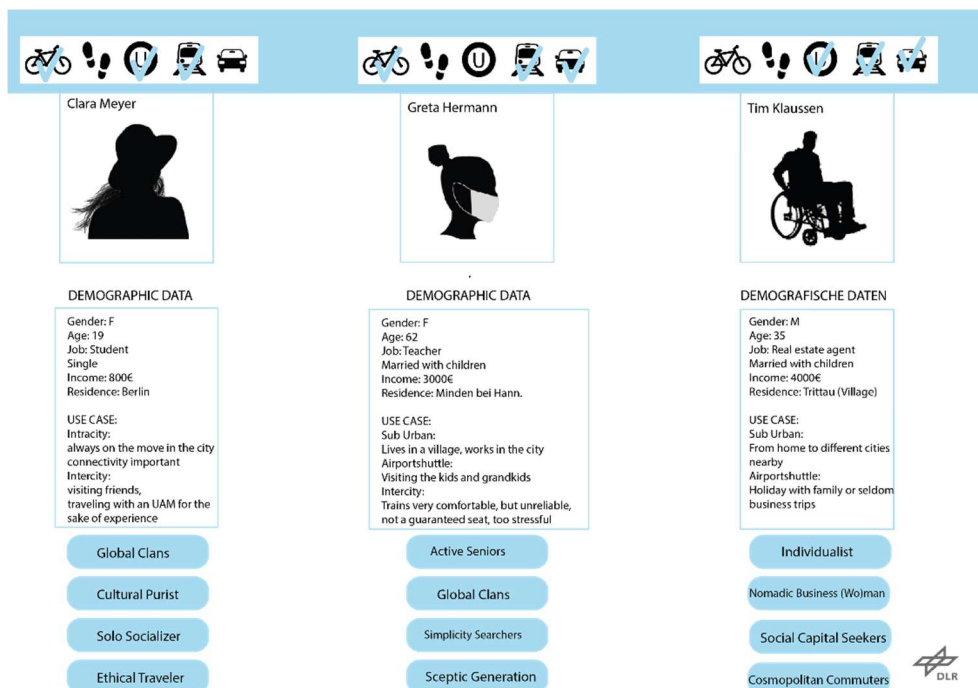 U
Clara Meyer
DEMOGRAPHIC DATA
Gender: F
Age: 19
Job: Student
Single
Income: 800€
Residence: Berlin
USE CASE:
Intracity:
always on the move in the city
connectivity important
Intercity:
visiting friends,
traveling with an UAM for the
sake of experience
Global Clans
Cultural Purist
Solo Socializer
Ethical Traveler
U
Greta Hermann
.
DEMOGRAPHIC DATA
Gender: F
Age: 62
Job: Teacher
Married with children
Income: 3000€
Residence: Minden bei Hann.
USE CASE:
Sub Urban:
Lives in a village, works in the city
Airportshuttle:
Visiting the kids and grandkids
Intercity:
Trains very comfortable, but unreliable,
not a guaranteed seat, too stressful
Active Seniors
Global Clans
Simplicity Searchers
Sceptic Generation
U
Tim Klaussen
DEMOGRAFISCHE DATEN
Gender: M
Age: 35
Job: Real estate agent
Married with children
Income: 4000€
Residence: Trittau (Village)
USE CASE:
Sub Urban:
From home to different cities
nearby
Airportshuttle:
Holiday with family or seldom
business trips
Individualist
Nomadic Business (Wo)man
Social Capital Seekers
Cosmopolitan Commuters
DLR